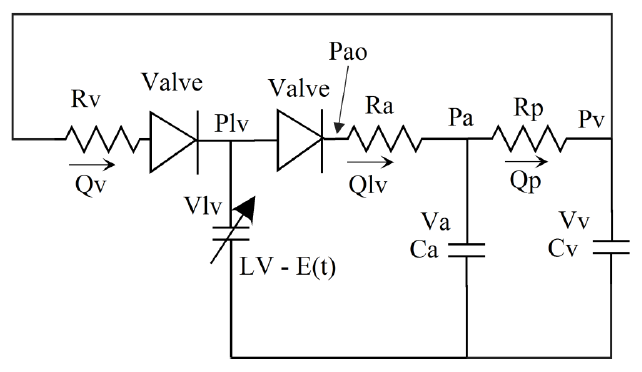 Pao
Valve
Valve
Rv
Plv
Ra
Pa
Rp
Pv
Qv
Qlv
Qp
Vlv
Va
Ca
Vv
Cv
LV - E(t)